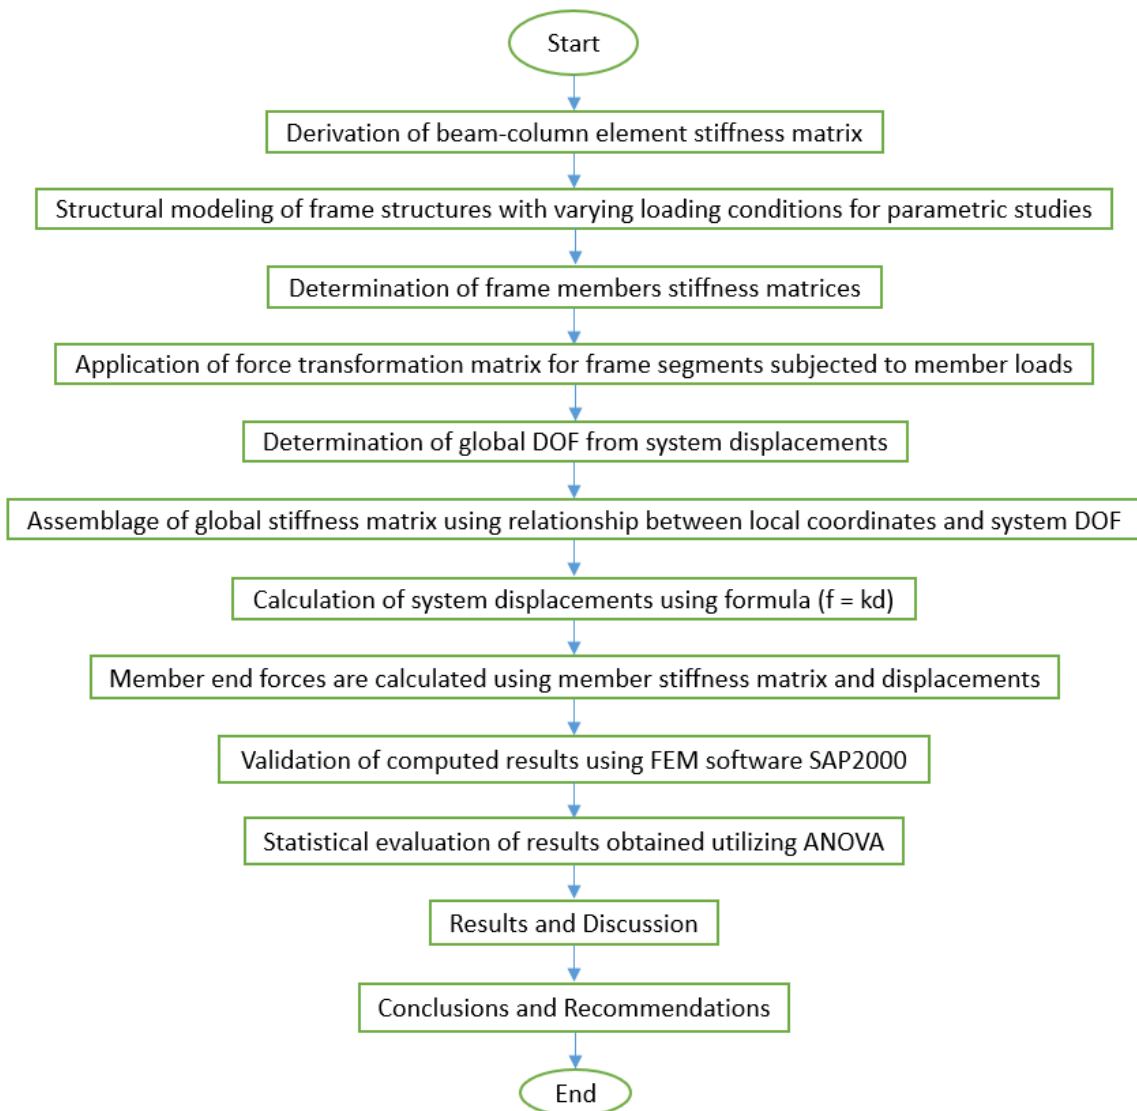 Start
Derivation of beam-column element stiffness matrix
Structural modeling of frame structures with varying loading conditions for parametric studies
Determination of frame members stiffness matrices
Application of force transformation matrix for frame segments subjected to member loads
Determination of global DOF from system displacements
Assemblage of global stiffness matrix using relationship between local coordinates and system DOF
Calculation of system displacements using formula (f = kd)
Member end forces are calculated using member stiffness matrix and displacements
Validation of computed results using FEM software SAP2000
Statistical evaluation of results obtained utilizing ANOVA
Results and Discussion
Conclusions and Recommendations
End